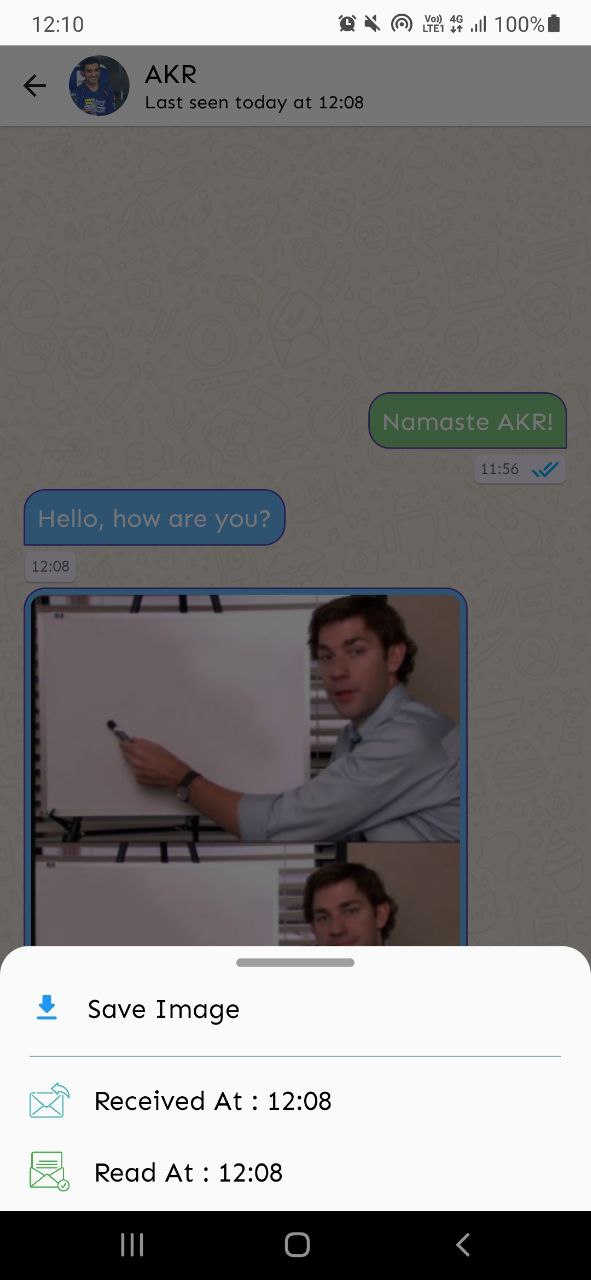 12:10
Vo) 4G
LTE1
100%
AKR
Last seen today at 12:08
Namaste AKR!
11:56
Hello, how are you?
12:08
Save Image
Received At : 12:08
Read At : 12:08